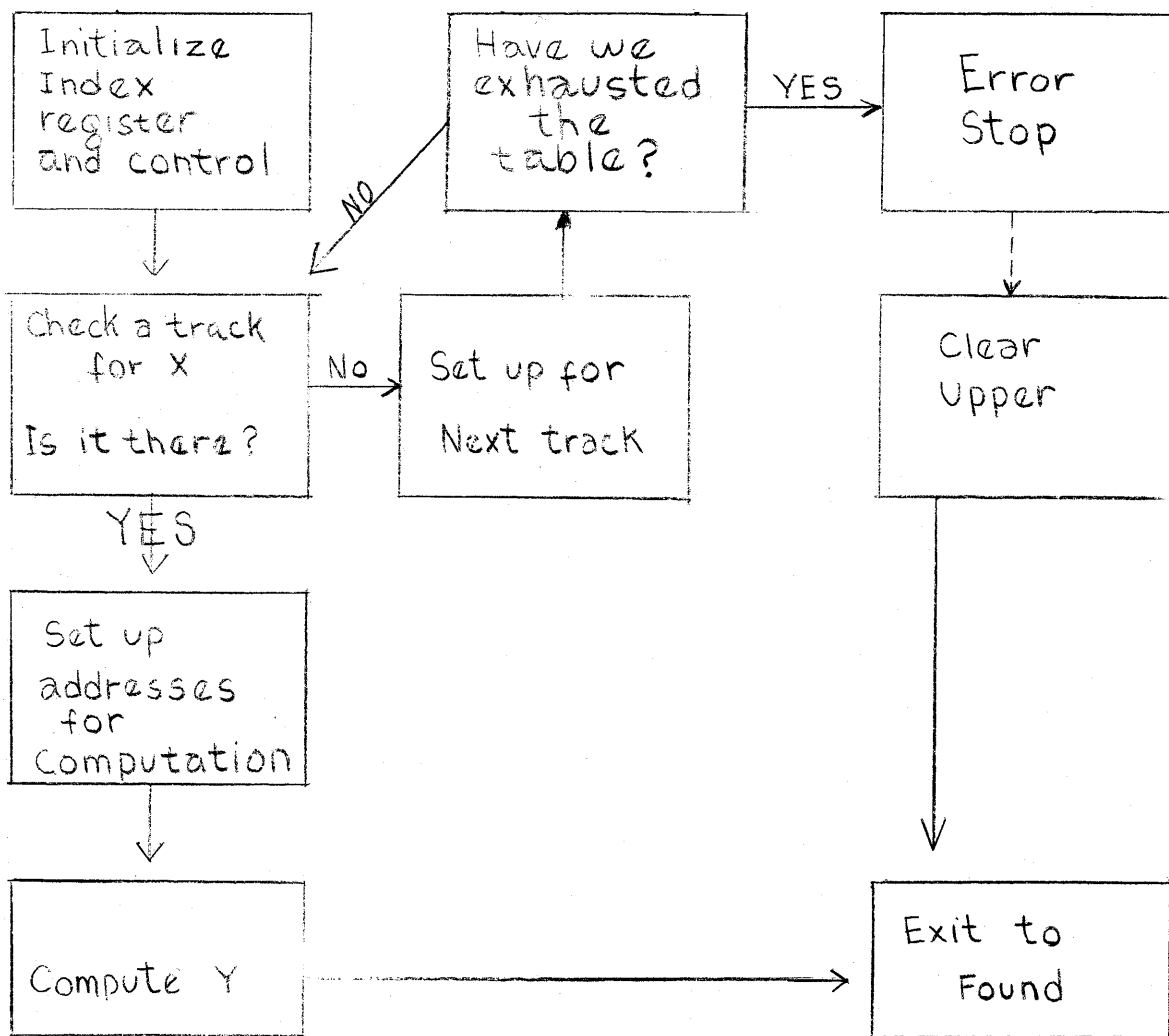 Initialize
Index
register
and control
Have we
exhausted
the
table?
YES
Error
Stop
NO
Check a track
for X
Is it there?
NO
Set up for
Next track
Clear
Upper
YES
Set up
addresses
for
Computation
Compute Y
Exit to
Found